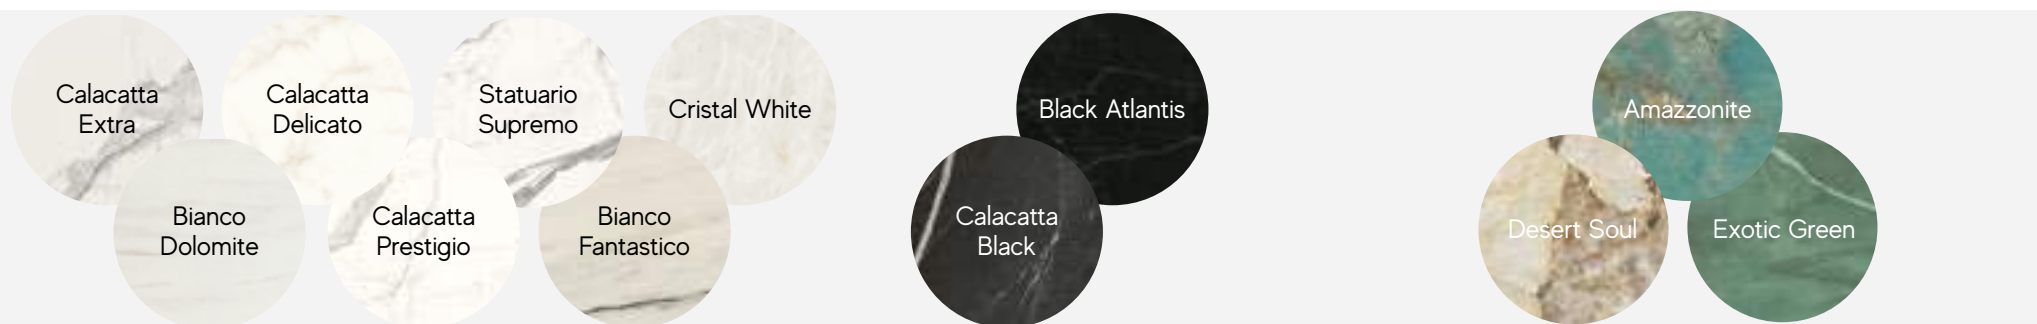 Calacatta
Extra
Calacatta
Delicato
Statuario
Supremo
Cristal White
Bianco
Dolomite
Calacatta
Prestigio
Bianco
Fantastico
Black Atlantis
Calacatta
Black
Amazzonite
Desert Soul
Exotic Green